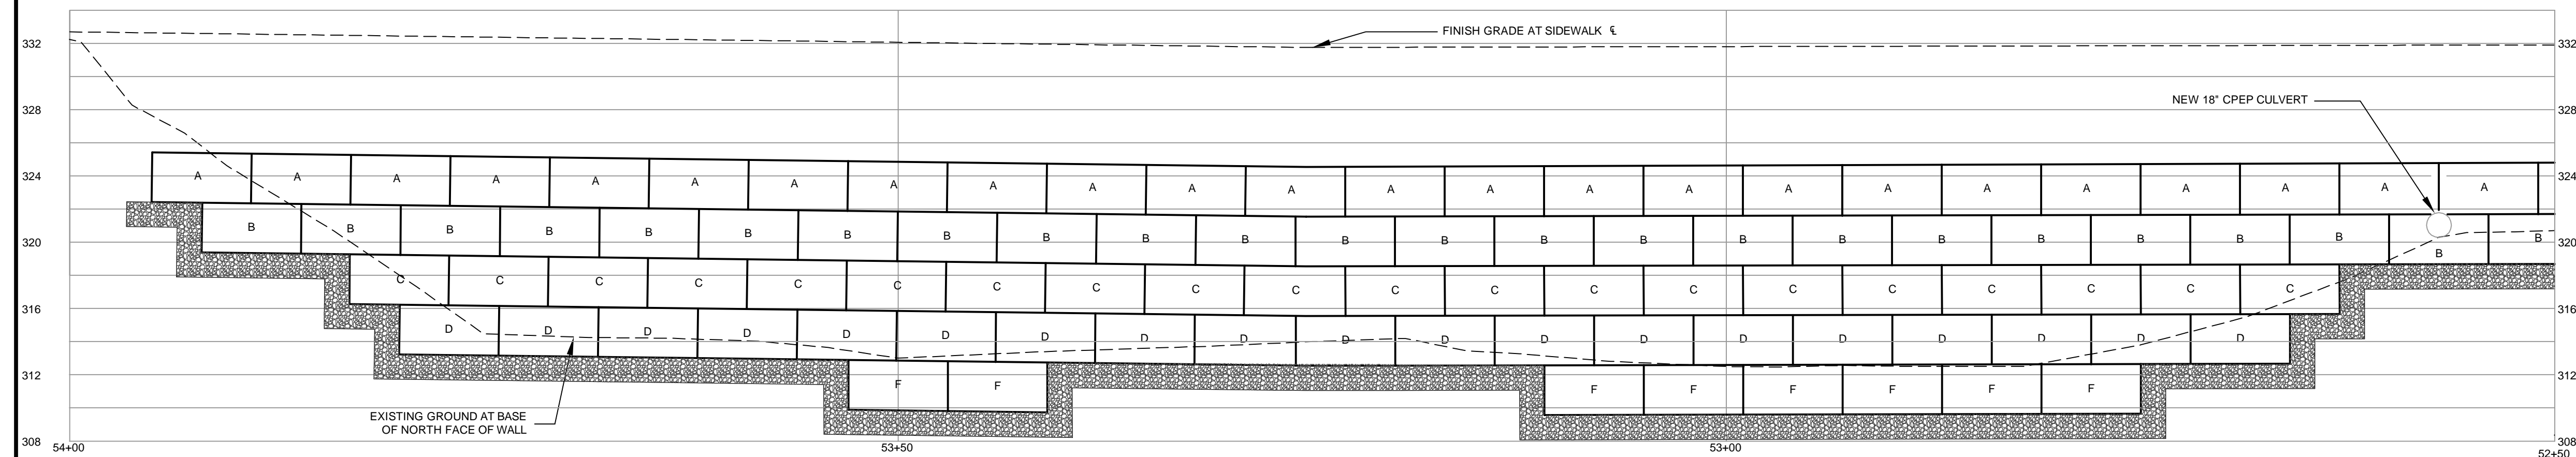 332 FINISH GRADE AT SIDEWALK ℄ 332
328 NEW 18" CPEP CULVERT 328
324 A A A A A A A A A A A A A A A A A A A A A A A A 324
320 B B B B B B B B B B B B B B B B B B B B B B B B 320
C C C C C C C C C C C C C C C C C C C C
316 D D D D D D D D D D D D D D D D D D D 316
312 F F F F F F F F 312
EXISTING GROUND AT BASE
OF NORTH FACE OF WALL
308 308
54+00 53+50 53+00 52+50